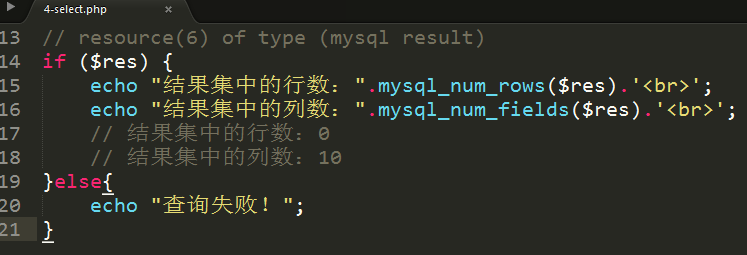 4-select.php
13 // resource(6) of type (mysql result)
14 if ($res) {
15 echo "结果集中的行数：".mysql_num_rows($res).'<br>';
16 echo "结果集中的列数：".mysql_num_fields($res).'<br>';
17 // 结果集中的行数：0
18 // 结果集中的列数：10
19 }else{
20 echo "查询失败！";
21 }